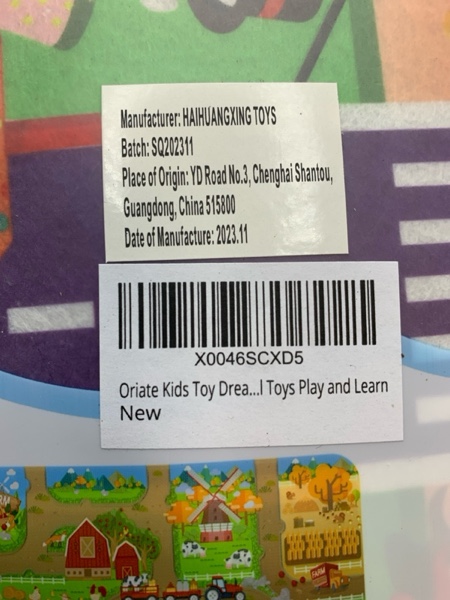 Manufacturer: HAIHUANGXING TOYS
Batch: SQ202311
Place of Origin: YD Road No.3, Chenghai Shantou,
Guangdong, China 515800
Date of Manufacture: 2023.11
X0046SCXD5
Oriate Kids Toy Drea...l Toys Play and Learn
New
FARM